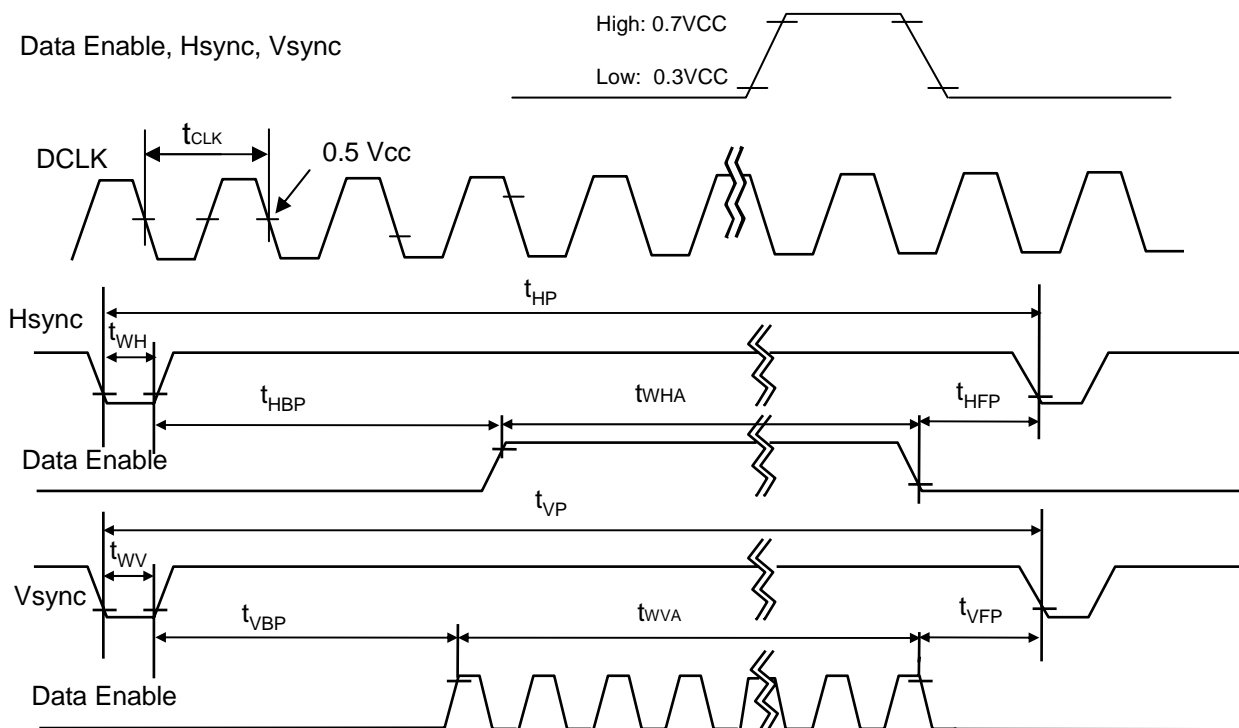 High: 0.7VCC
Data Enable, Hsync, Vsync
Low: 0.3VCC
tCLK
DCLK
0.5 Vcc
tHP
Hsync
tWH
tHBP
tWHA
tHFP
Data Enable
tVP
tWV
Vsync
tVBP
tWVA
tVFP
Data Enable